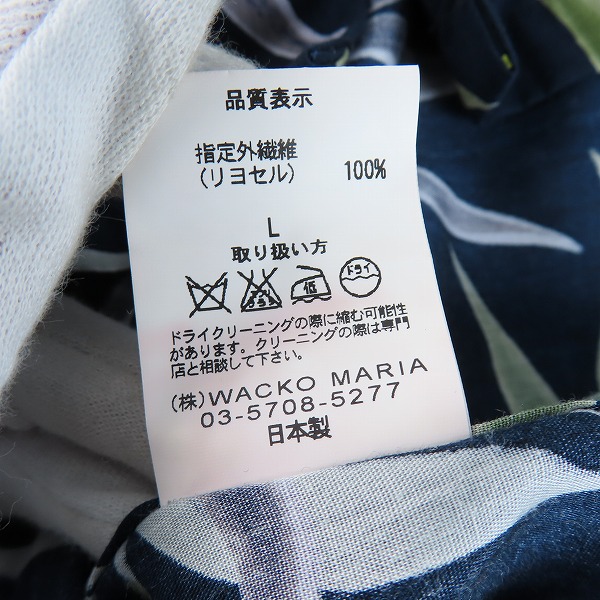 品質表示
指定外繊維
(リヨセル) 100%
L
取り扱い方
低
ドライ
ドライクリーニングの際に縮む可能性
があります。クリーニングの際は専門
店と相談して下さい。
(株)WACKO MARIA
03-5708-5277
日本製